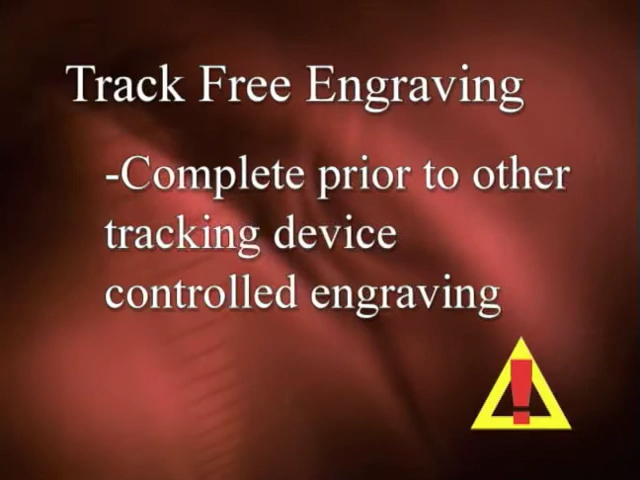 Track Free Engraving
-Complete prior to other
tracking device
controlled engraving